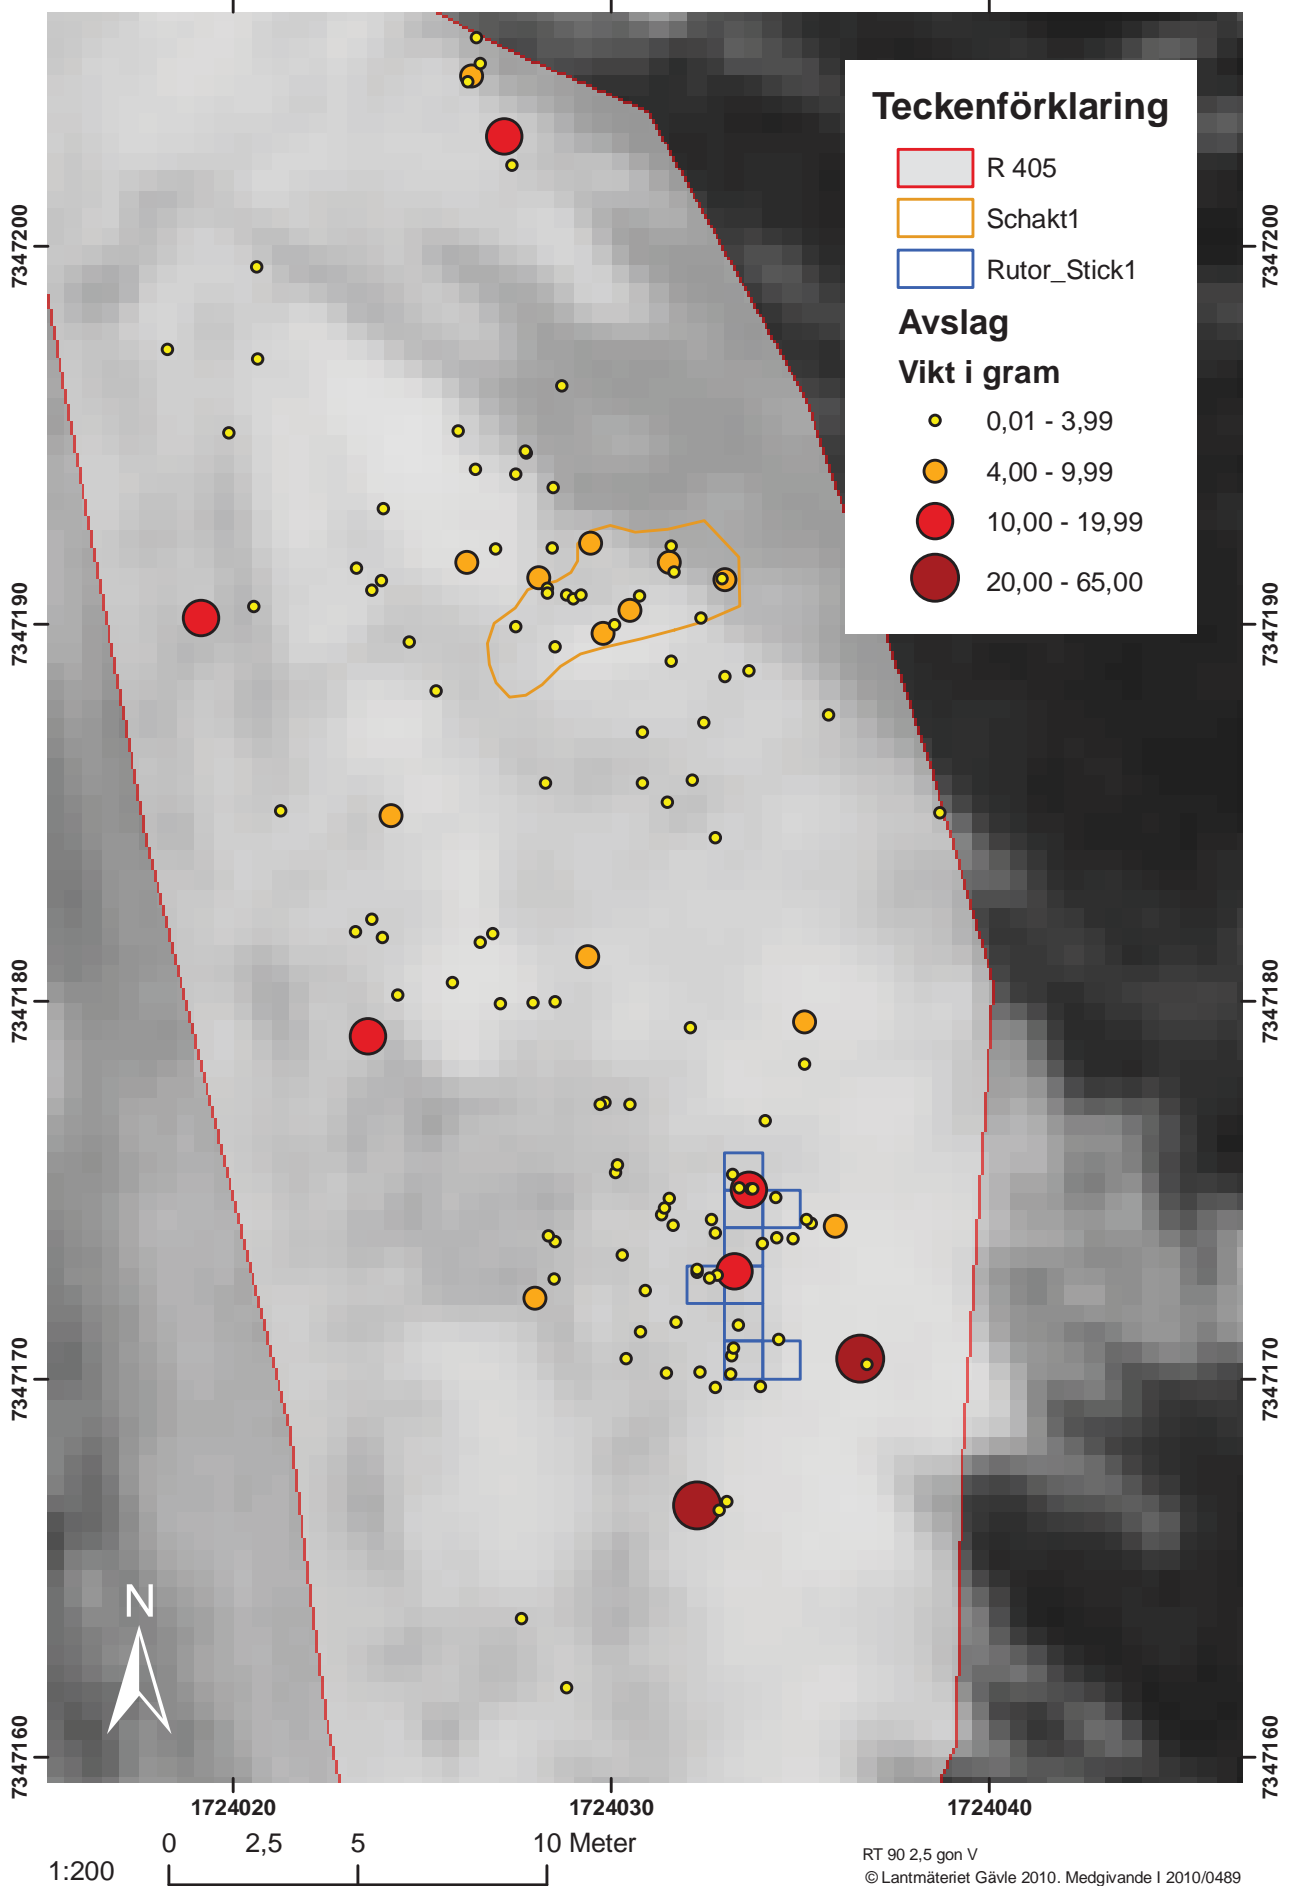 Teckenförklaring
R 405
Schakt1
Rutor_Stick1
Avslag
Vikt i gram
0,01 - 3,99
4,00 - 9,99
10,00 - 19,99
20,00 - 65,00
7347200
7347200
7347190
7347190
7347180
7347180
7347170
7347170
7347160
7347160
N
1724020
1724030
1724040
0
2,5
5
10 Meter
1:200
RT 90 2,5 gon V
© Lantmäteriet Gävle 2010. Medgivande I 2010/0489